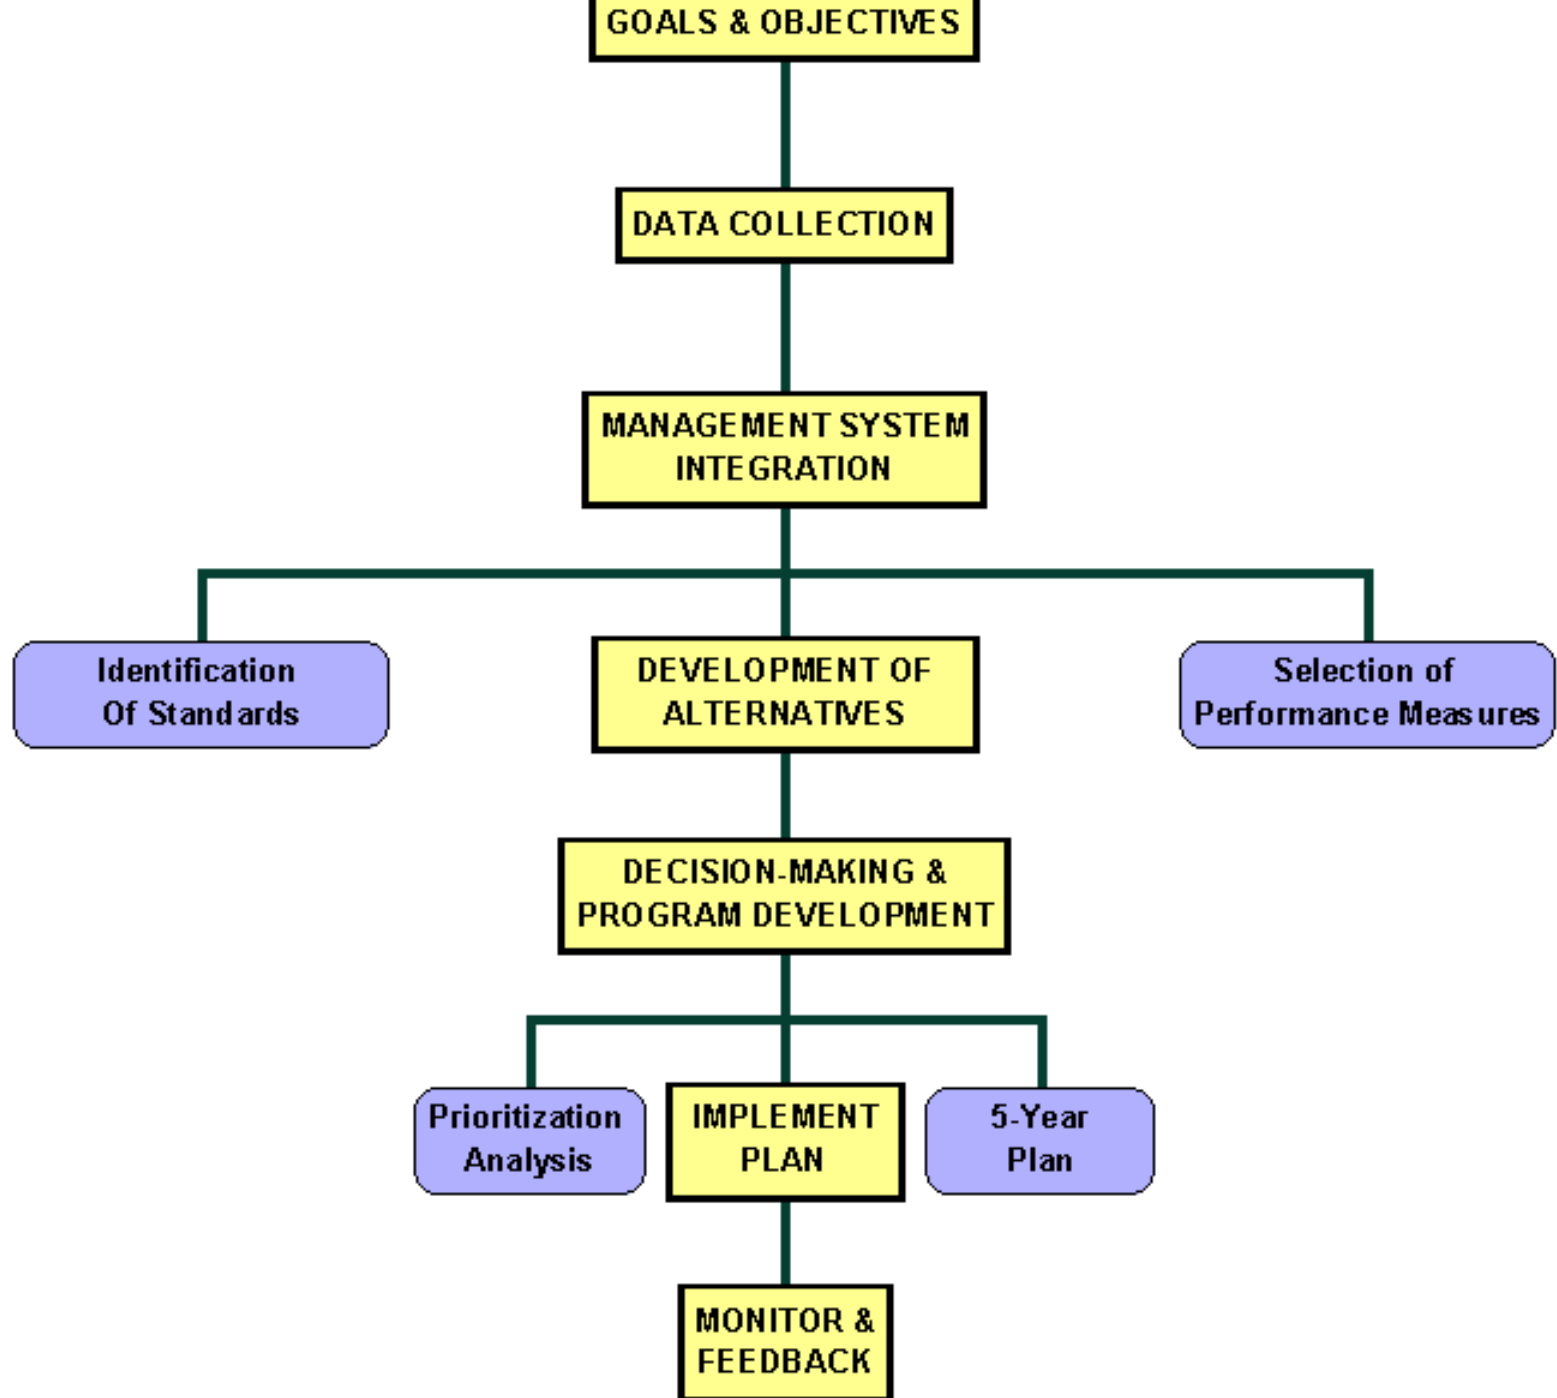 GOALS & OBJECTIVES
DATA COLLECTION
MANAGEMENT SYSTEM
INTEGRATION
Identification
Of Standards
DEVELOPMENT OF
ALTERNATIVES
Selection of
Performance Measures
DECISION-MAKING &
PROGRAM DEVELOPMENT
Prioritization
Analysis
IMPLEMENT
PLAN
5-Year
Plan
MONITOR &
FEEDBACK